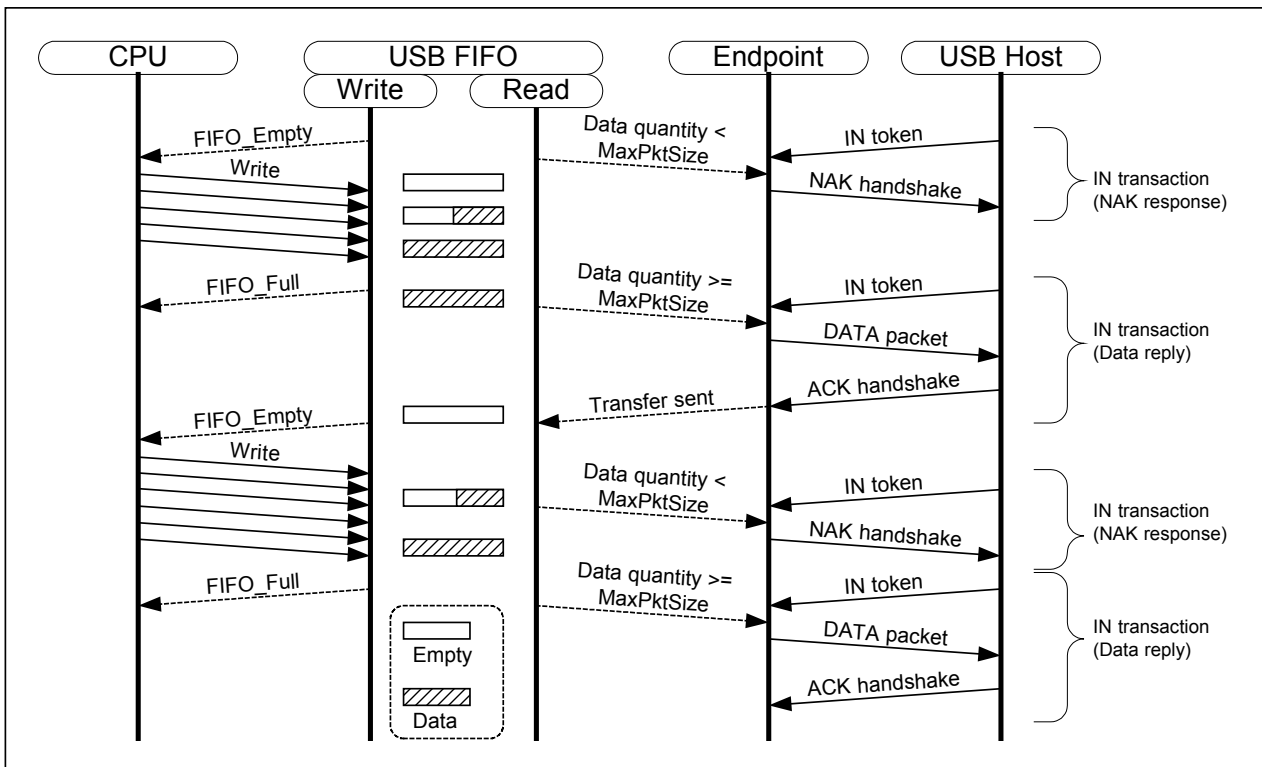 CPU
USB FIFO
Endpoint
USB Host
Write
Read
FIFO_Empty
Data quantity <
MaxPktSize
IN token
Write
NAK handshake
IN transaction
(NAK response)
FIFO_Full
Data quantity >=
MaxPktSize
IN token
DATA packet
IN transaction
(Data reply)
ACK handshake
Transfer sent
FIFO_Empty
Write
Data quantity <
MaxPktSize
IN token
NAK handshake
IN transaction
(NAK response)
FIFO_Full
Data quantity >=
MaxPktSize
IN token
DATA packet
IN transaction
(Data reply)
ACK handshake
Empty
Data